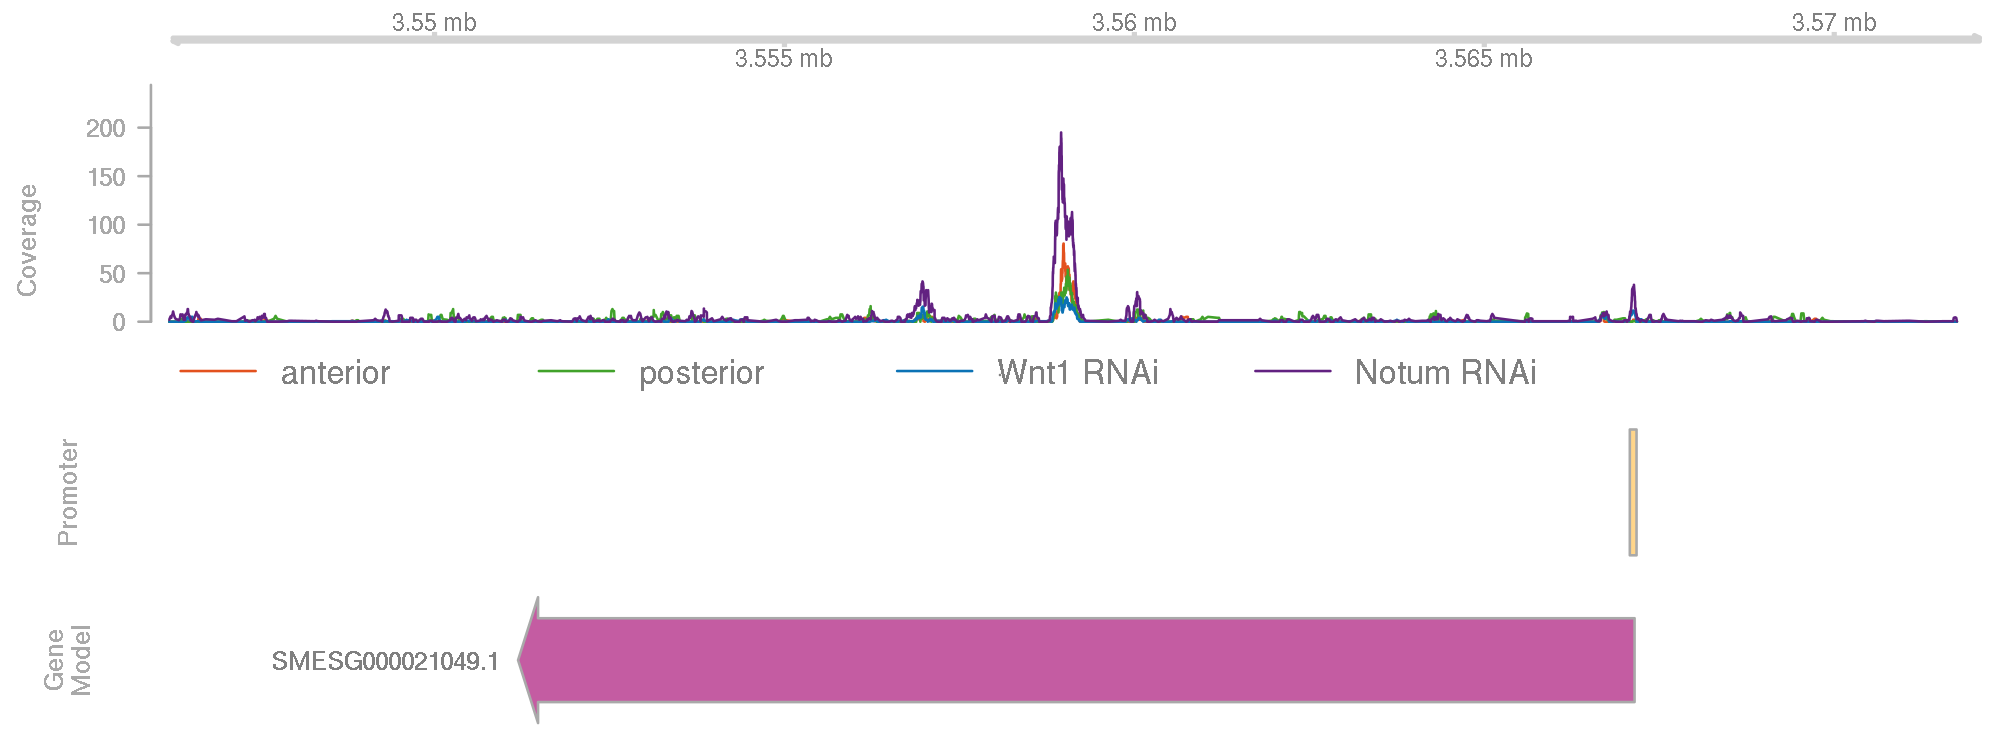 3.55 mb
3.56 mb
3.57 mb
3.555 mb
3.565 mb
Coverage
200
150
100
50
0
anterior posterior Wnt1 RNAi Notum RNAi
Promoter
Gene
Model
SMESG000021049.1